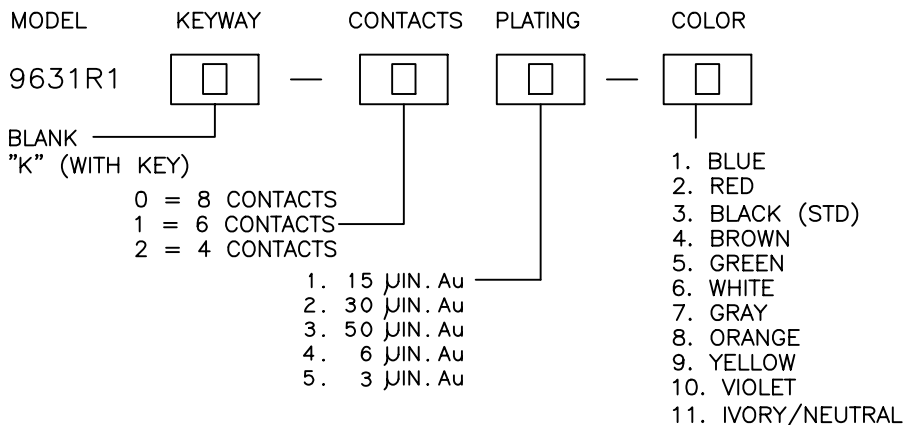 MODEL KEYWAY CONTACTS PLATING COLOR
9631R1 — —
BLANK
"K" (WITH KEY)
0 = 8 CONTACTS
1 = 6 CONTACTS
2 = 4 CONTACTS
1. 15 µIN. Au
2. 30 µIN. Au
3. 50 µIN. Au
4. 6 µIN. Au
5. 3 µIN. Au
1. BLUE
2. RED
3. BLACK (STD)
4. BROWN
5. GREEN
6. WHITE
7. GRAY
8. ORANGE
9. YELLOW
10. VIOLET
11. IVORY/NEUTRAL